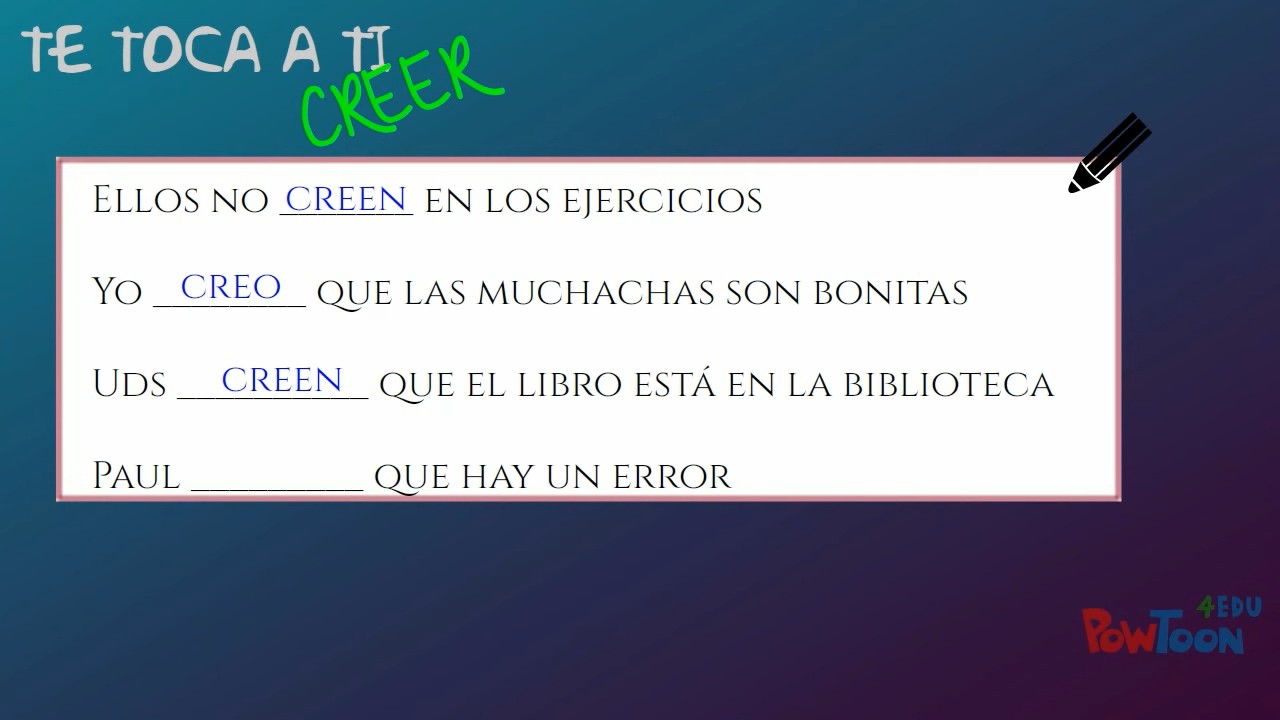 TE TOCA A TI
CREER
ELLOS NO CREEN EN LOS EJERCICIOS
YO CREO QUE LAS MUCHACHAS SON BONITAS
UDS CREEN QUE EL LIBRO ESTÁ EN LA BIBLIOTECA
PAUL _________ QUE HAY UN ERROR
4EDU
POWTOON